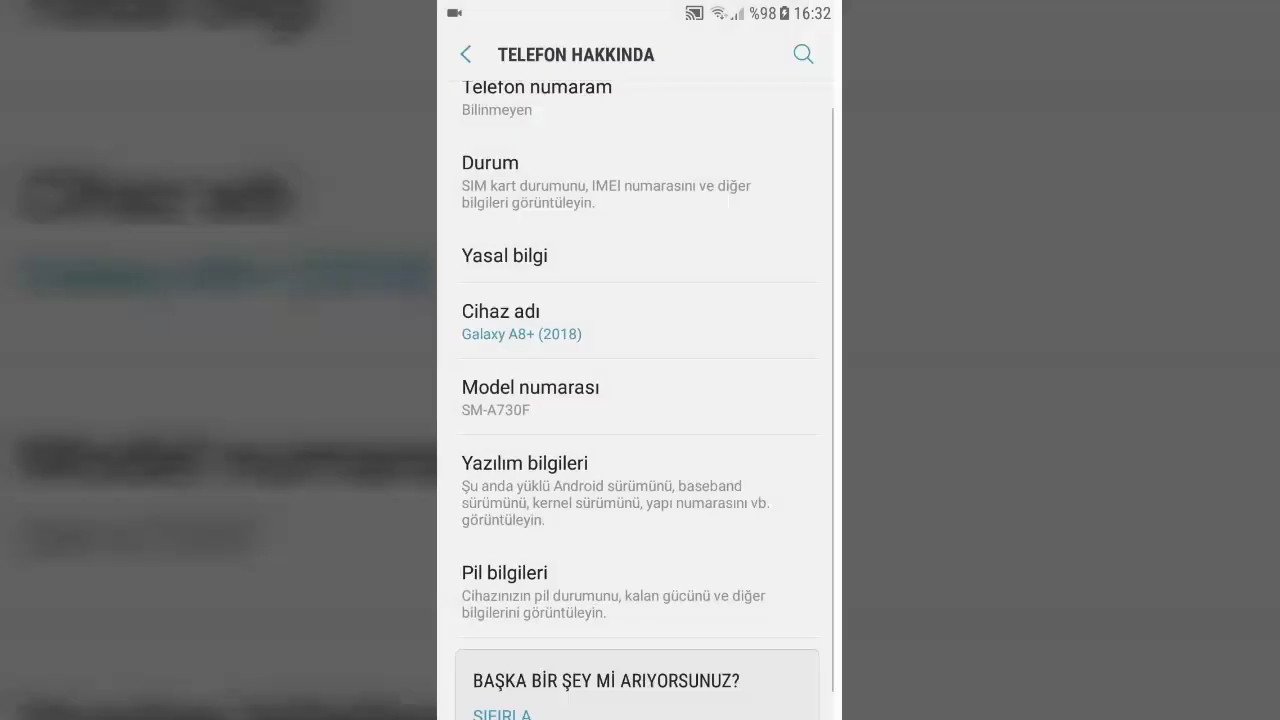 %98 16:32
TELEFON HAKKINDA
Telefon numaram
Bilinmeyen
Durum
SIM kart durumunu, IMEI numarasını ve diğer
bilgileri görüntüleyin.
Yasal bilgi
Cihaz adı
Galaxy A8+ (2018)
Model numarası
SM-A730F
Yazılım bilgileri
Şu anda yüklü Android sürümünü, baseband
sürümünü, kernel sürümünü, yapı numarasını vb.
görüntüleyin.
Pil bilgileri
Cihazınızın pil durumunu, kalan gücünü ve diğer
bilgilerini görüntüleyin.
BAŞKA BİR ŞEY Mİ ARIYORSUNUZ?
SIFIRLA